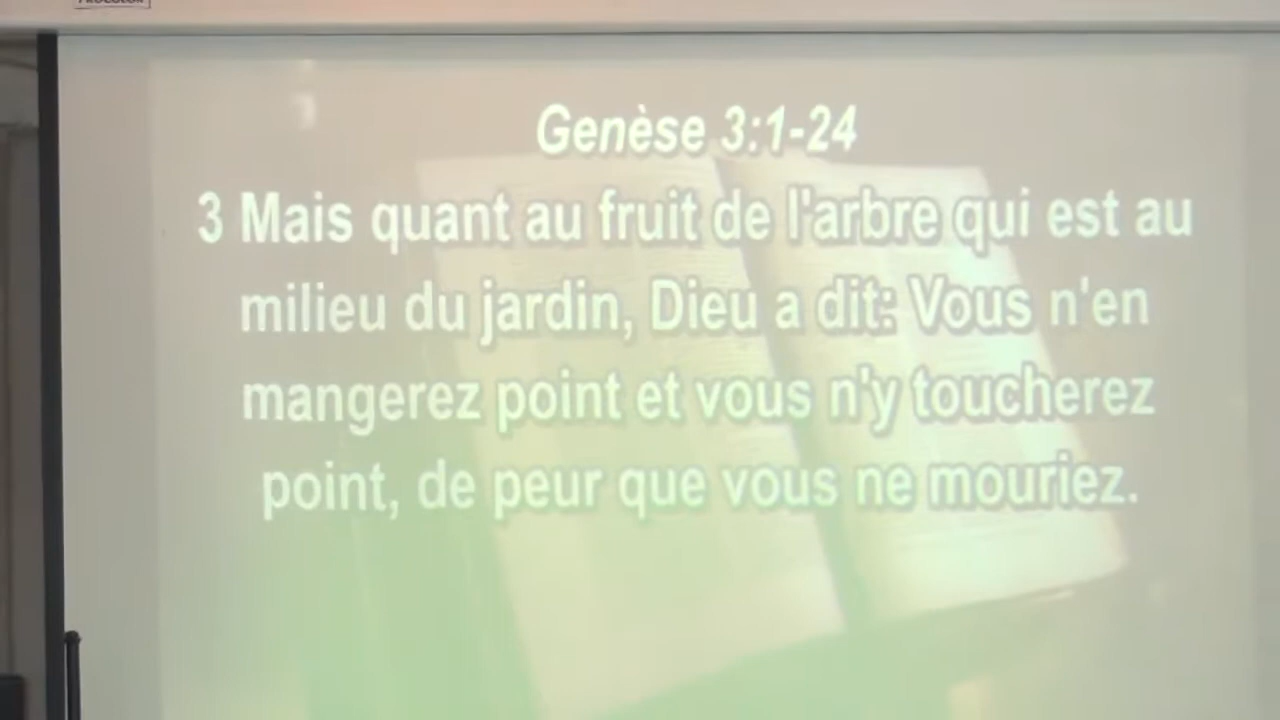 Genèse 3:1-24
3 Mais quant au fruit de l'arbre qui est au
milieu du jardin, Dieu a dit: Vous n'en
mangerez point et vous n'y toucherez
point, de peur que vous ne mouriez.